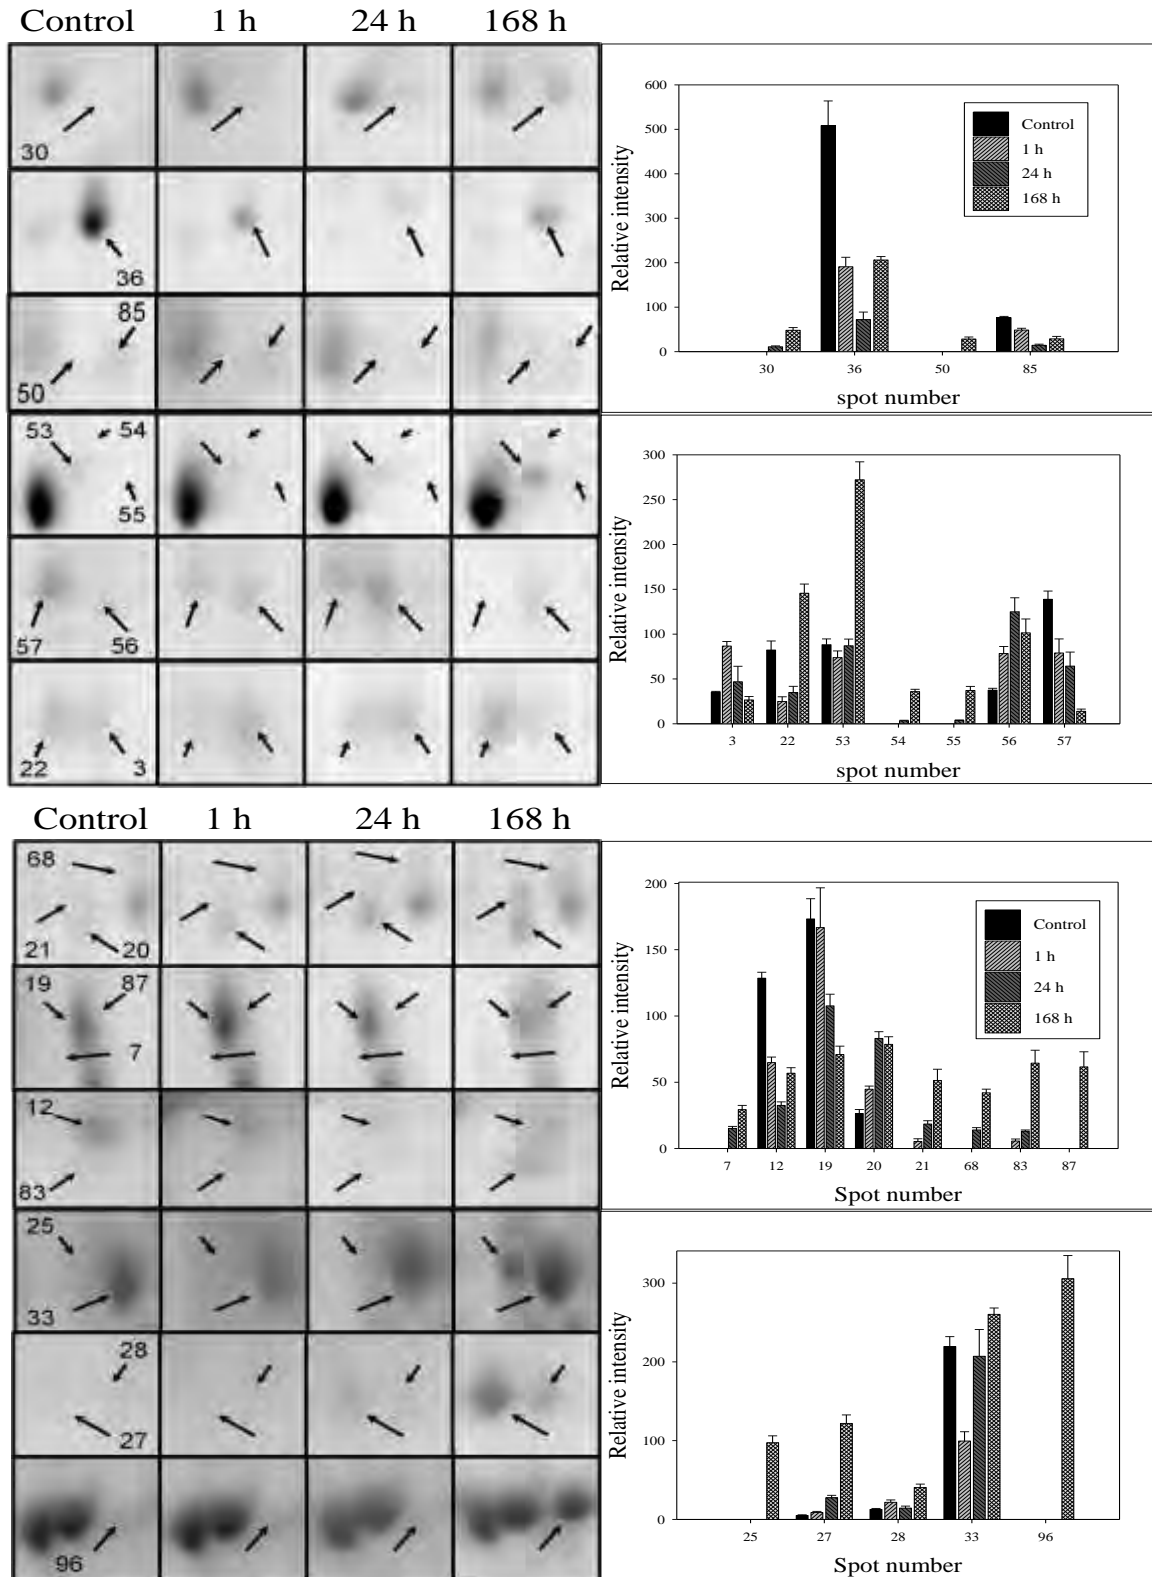 Control 1 h 24 h 168 h
30
36
85
50
53 54
55
57 56
22 3
600
500
400
300
200
100
0
Relative intensity
Control
1 h
24 h
168 h
30 36 50 85
spot number
300
250
200
150
100
50
0
Relative intensity
3 22 53 54 55 56 57
spot number
Control 1 h 24 h 168 h
68
21 20
19 87
7
12
83
25
33
28
27
96
200
150
100
50
0
Relative intensity
Control
1 h
24 h
168 h
7 12 19 20 21 68 83 87
Spot number
300
200
100
0
Relative intensity
25 27 28 33 96
Spot number